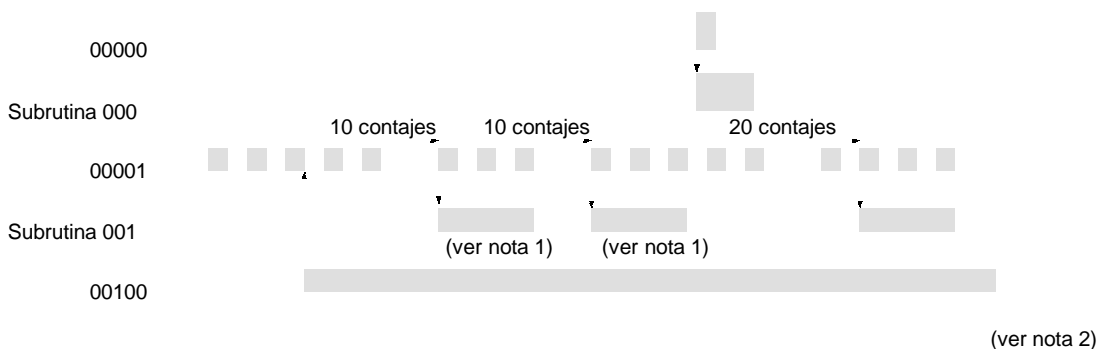 00000
Subrutina 000
10 contajes 10 contajes 20 contajes
00001
Subrutina 001
(ver nota 1) (ver nota 1)
00100
(ver nota 2)